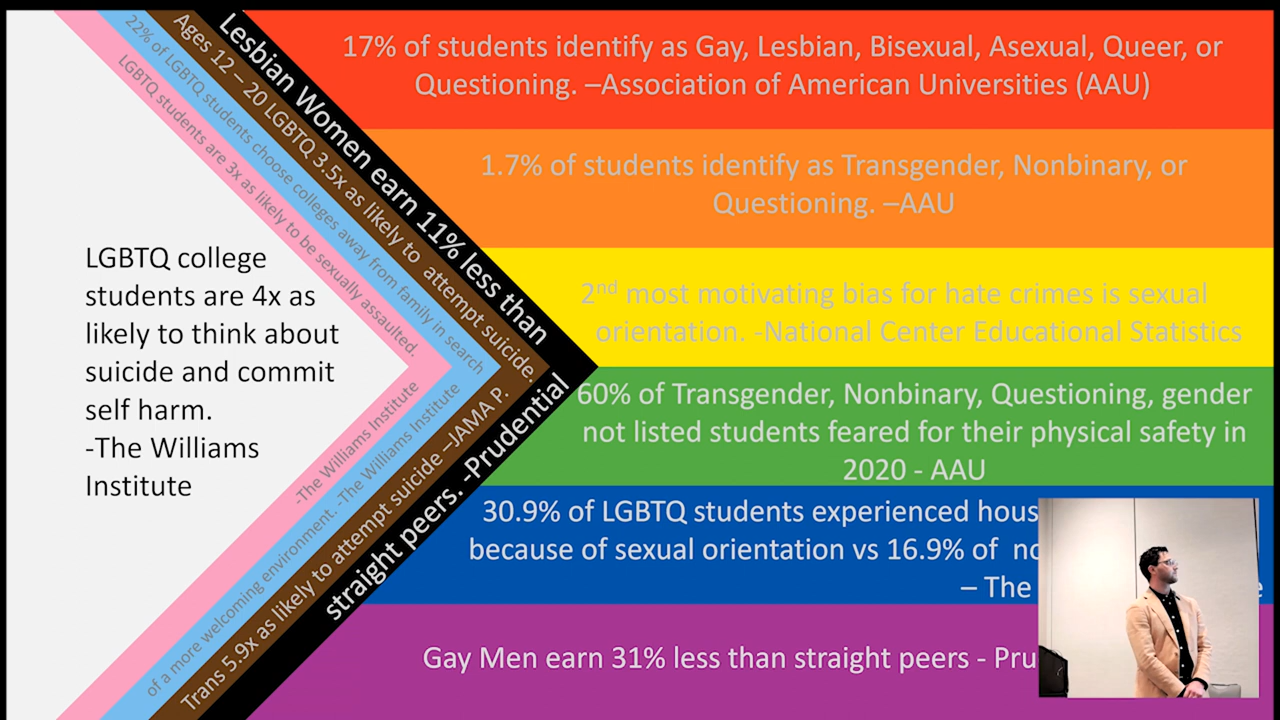 17% of students identify as Gay, Lesbian, Bisexual, Asexual, Queer, or
Questioning. –Association of American Universities (AAU)
1.7% of students identify as Transgender, Nonbinary, or
Questioning. –AAU
2nd most motivating bias for hate crimes is sexual
orientation. -National Center Educational Statistics
60% of Transgender, Nonbinary, Questioning, gender
not listed students feared for their physical safety in
2020 - AAU
30.9% of LGBTQ students experienced
because of sexual orientation vs 16.9% of
– The
Gay Men earn 31% less than straight peers -
Lesbian Women earn 11% less than
straight peers. -Prudential
Ages 12 – 20 LGBTQ 3.5x as likely to attempt suicide.
Trans 5.9x as likely to attempt suicide –JAMA P.
22% of LGBTQ students choose colleges away from family in search
of a more welcoming environment. -The Williams Institute
LGBTQ students are 3x as likely to be sexually assaulted.
-The Williams Institute
LGBTQ college
students are 4x as
likely to think about
suicide and commit
self harm.
-The Williams
Institute